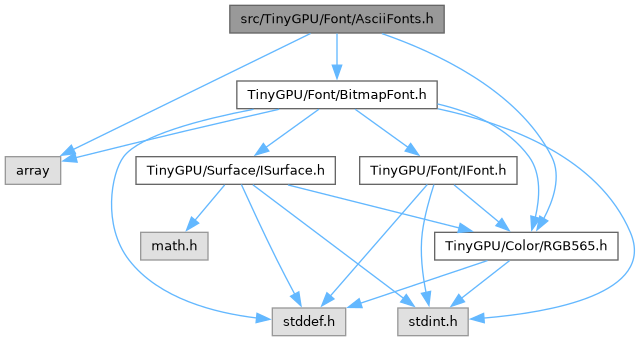 src/TinyGPU/Font/AsciiFonts.h
TinyGPU/Font/BitmapFont.h
array
TinyGPU/Surface/ISurface.h
TinyGPU/Font/IFont.h
math.h
TinyGPU/Color/RGB565.h
stddef.h
stdint.h